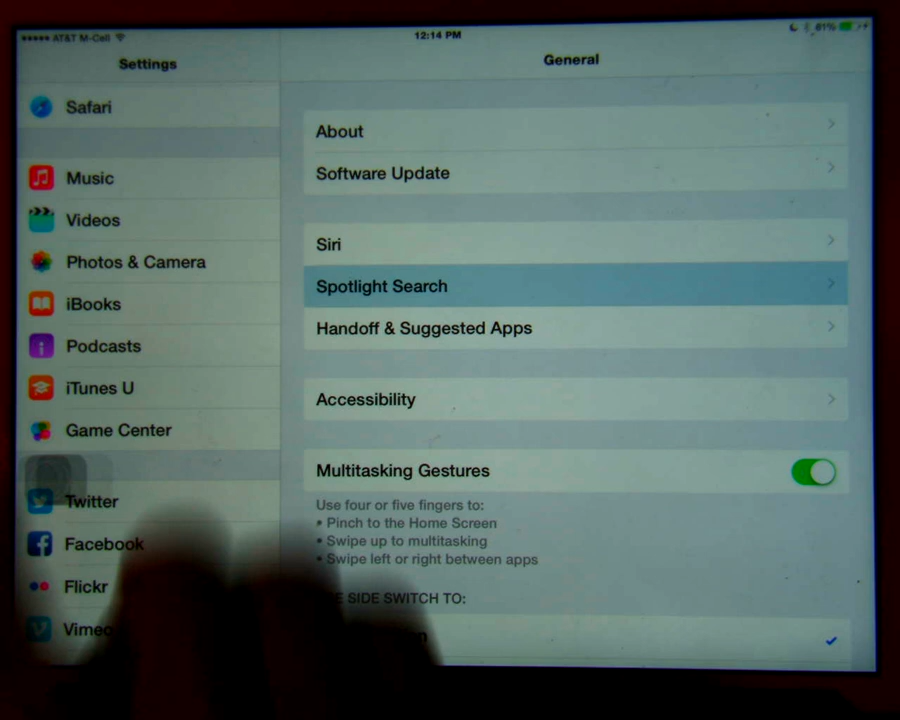 AT&T M-Cell
12:14 PM
81%
Settings
General
Safari
Music
Videos
Photos & Camera
iBooks
Podcasts
iTunes U
Game Center
Twitter
Facebook
Flickr
Vimeo
About
Software Update
Siri
Spotlight Search
Handoff & Suggested Apps
Accessibility
Multitasking Gestures
Use four or five fingers to:
• Pinch to the Home Screen
• Swipe up to multitasking
• Swipe left or right between apps
SIDE SWITCH TO: